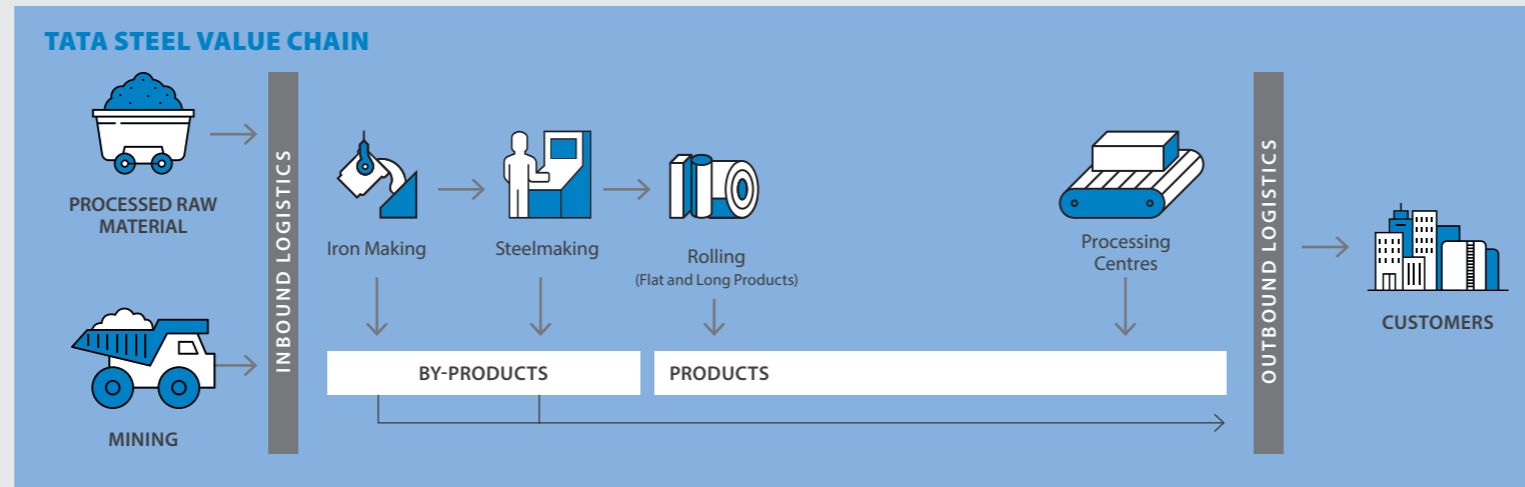 TATA STEEL VALUE CHAIN
PROCESSED RAW
MATERIAL
MINING
INBOUND LOGISTICS
Iron Making
Steelmaking
Rolling
(Flat and Long Products)
Processing
Centres
BY-PRODUCTS
PRODUCTS
OUTBOUND LOGISTICS
CUSTOMERS